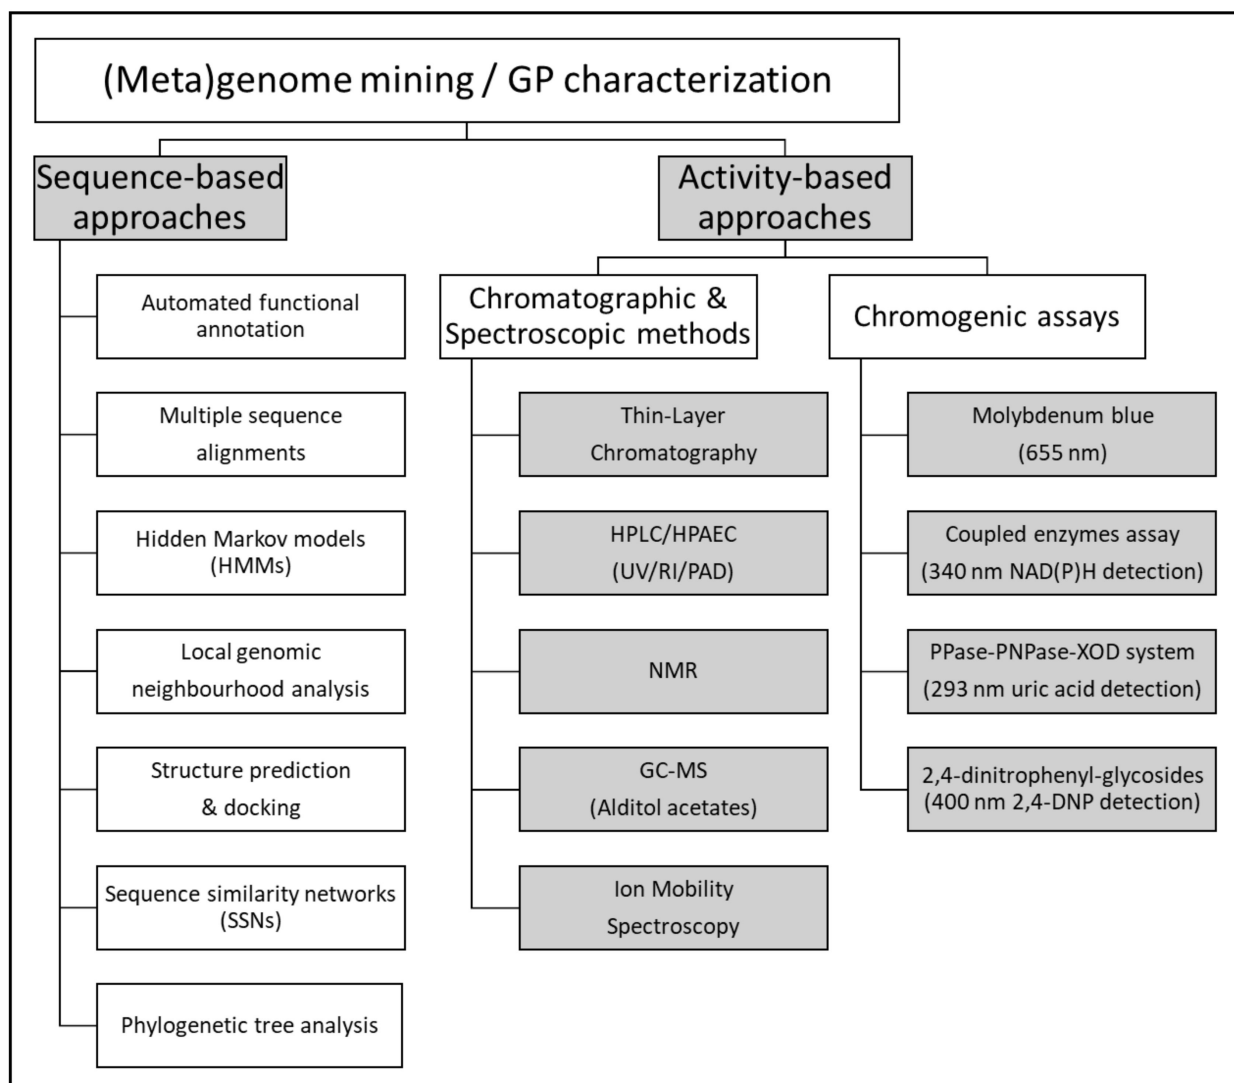 (Meta)genome mining / GP characterization
Sequence-based
approaches
Activity-based
approaches
Automated functional
annotation
Multiple sequence
alignments
Hidden Markov models
(HMMs)
Local genomic
neighbourhood analysis
Structure prediction
& docking
Sequence similarity networks
(SSNs)
Phylogenetic tree analysis
Chromatographic &
Spectroscopic methods
Thin-Layer
Chromatography
HPLC/HPAEC
(UV/RI/PAD)
NMR
GC-MS
(Alditol acetates)
Ion Mobility
Spectroscopy
Chromogenic assays
Molybdenum blue
(655 nm)
Coupled enzymes assay
(340 nm NAD(P)H detection)
PPase-PNPase-XOD system
(293 nm uric acid detection)
2,4-dinitrophenyl-glycosides
(400 nm 2,4-DNP detection)